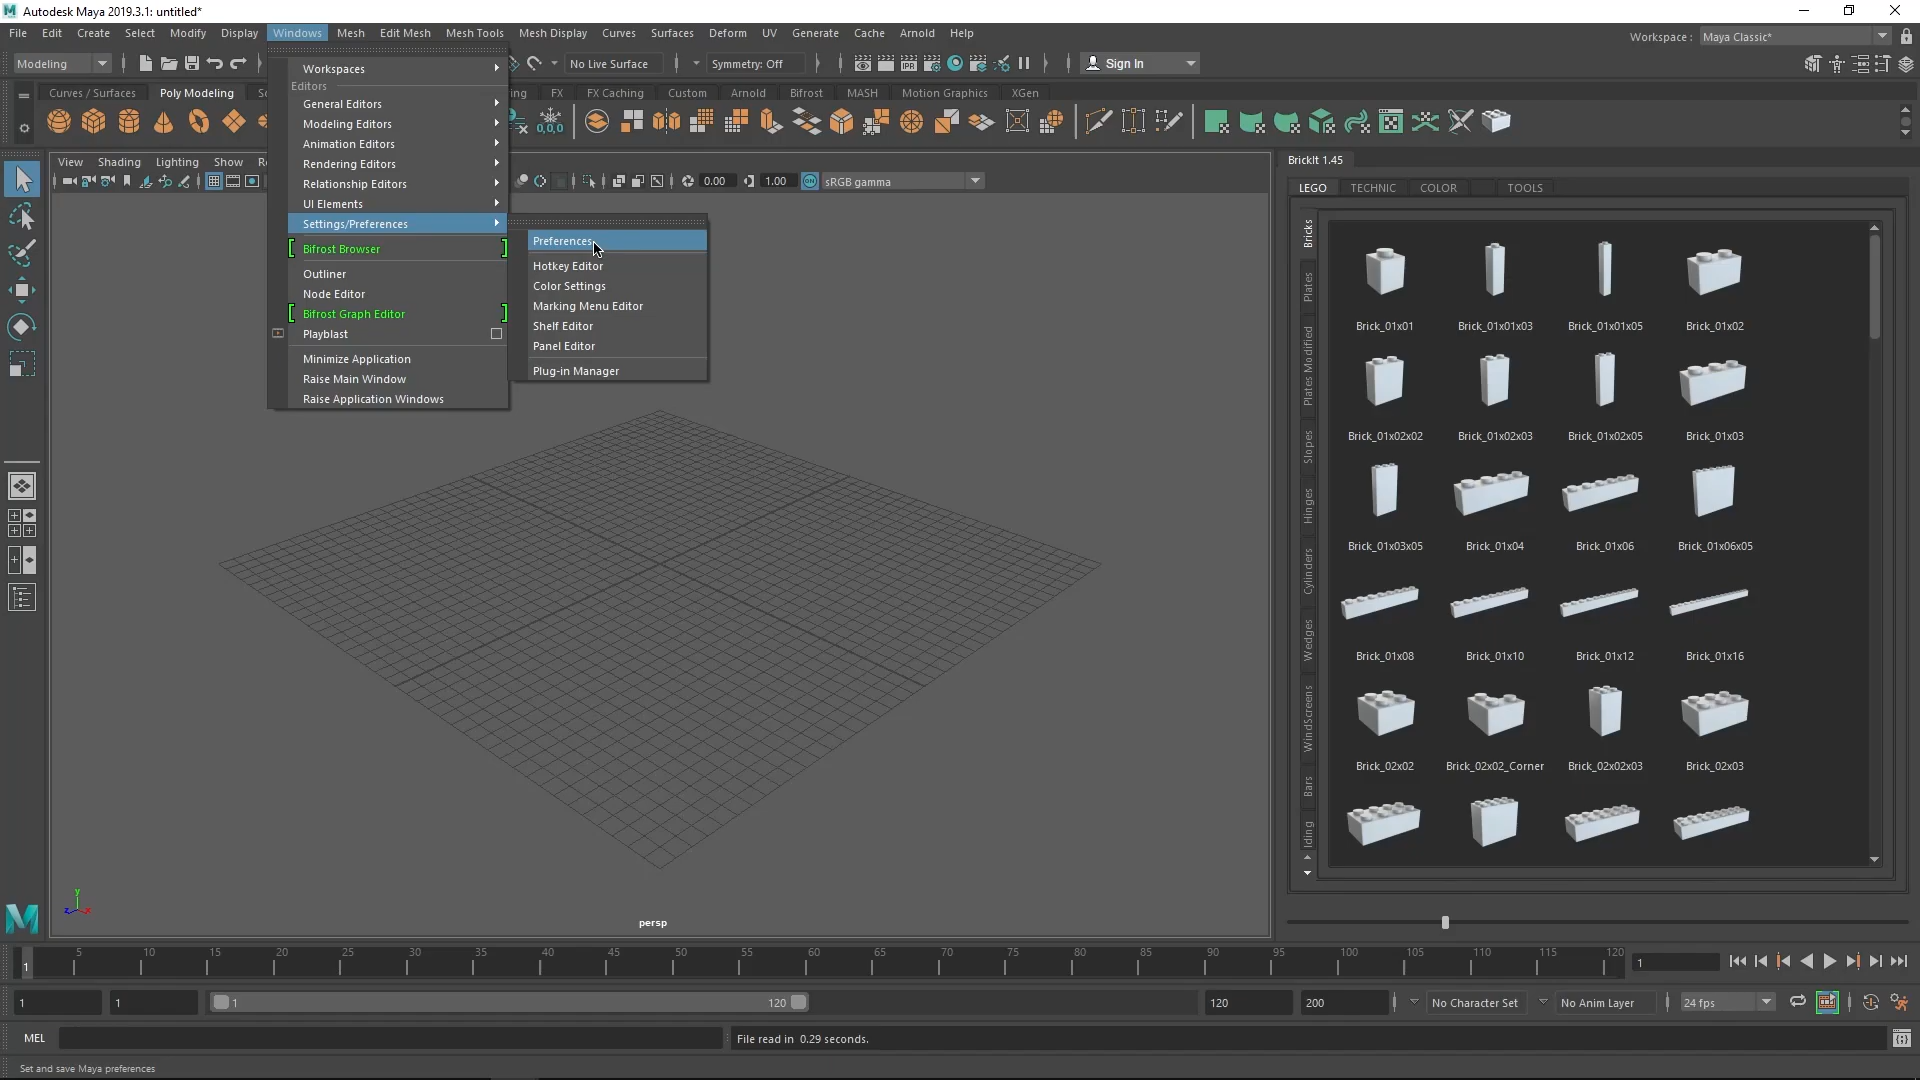 Autodesk Maya 2019.3.1: untitled*
File Edit Create Select Modify Display Windows Mesh Edit Mesh Mesh Tools Mesh Display Curves Surfaces Deform UV Generate Cache Arnold Help
Workspace : Maya Classic*
Modeling No Live Surface Symmetry: Off Sign In
Curves / Surfaces Poly Modeling FX FX Caching Custom Arnold Bifrost MASH Motion Graphics XGen
View Shading Lighting Show
0.00 1.00 sRGB gamma
Workspaces
Editors
General Editors
Modeling Editors
Animation Editors
Rendering Editors
Relationship Editors
UI Elements
Settings/Preferences
Bifrost Browser
Outliner
Node Editor
Bifrost Graph Editor
Playblast
Minimize Application
Raise Main Window
Raise Application Windows
Preferences
Hotkey Editor
Color Settings
Marking Menu Editor
Shelf Editor
Panel Editor
Plug-in Manager
BrickIt 1.45
LEGO TECHNIC COLOR TOOLS
Bricks
Plates
Plates Modified
Slopes
Hinges
Cylinders
Wedges
WindScreens
Bars
Brick_01x01 Brick_01x01x03 Brick_01x01x05 Brick_01x02
Brick_01x02x02 Brick_01x02x03 Brick_01x02x05 Brick_01x03
Brick_01x03x05 Brick_01x04 Brick_01x06 Brick_01x06x05
Brick_01x08 Brick_01x10 Brick_01x12 Brick_01x16
Brick_02x02 Brick_02x02_Corner Brick_02x02x03 Brick_02x03
y
z x
persp
5 10 15 20 25 30 35 40 45 50 55 60 65 70 75 80 85 90 95 100 105 110 115 120
1 1
1 1 1 120 120 200 No Character Set No Anim Layer 24 fps
MEL File read in 0.29 seconds.
Set and save Maya preferences